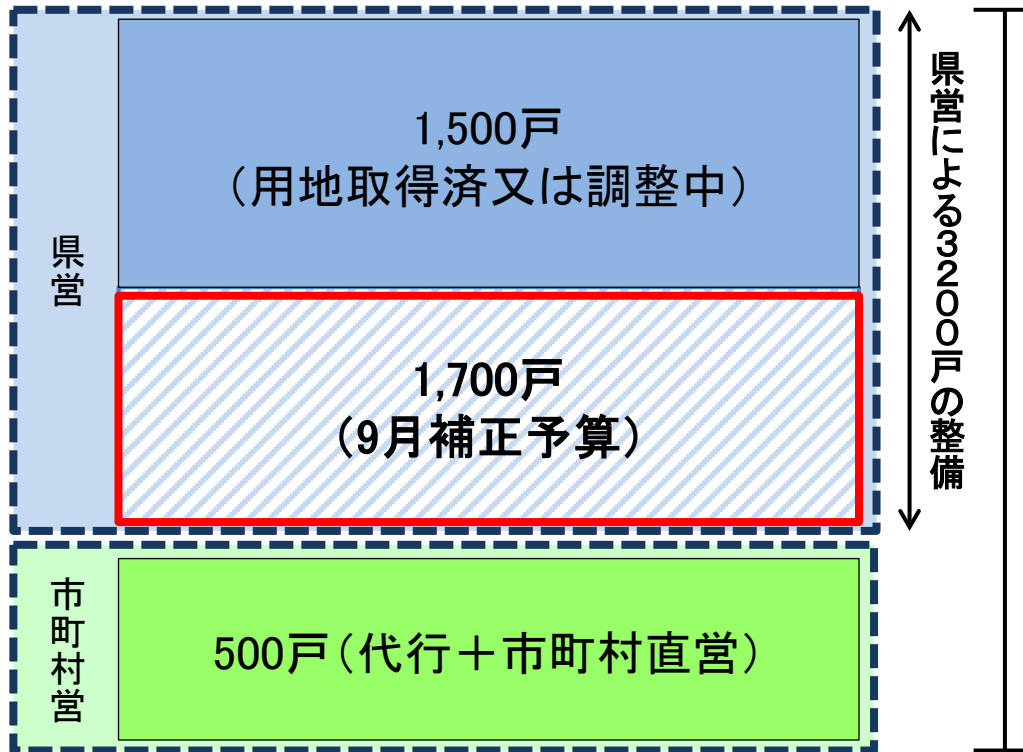 県営
1,500戸
（用地取得済又は調整中）
1,700戸
（9月補正予算）
県営による3200戸の整備
市町村営
500戸（代行＋市町村直営）